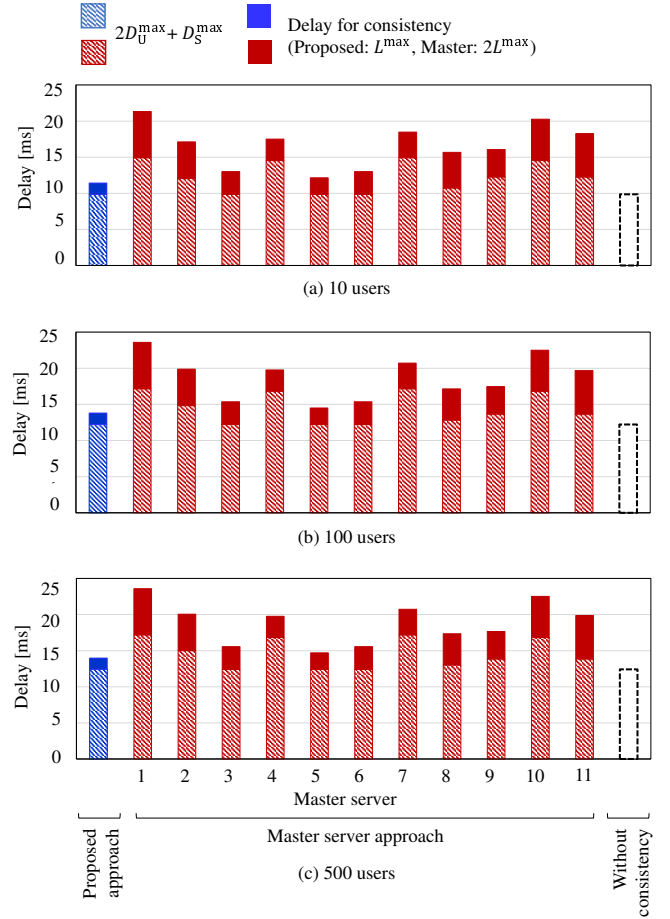 2D_U^max + D_S^max
Delay for consistency
(Proposed: L^max, Master: 2L^max)
Delay [ms]
25
20
15
10
5
0
(a) 10 users
Delay [ms]
25
20
15
10
5
0
(b) 100 users
Delay [ms]
25
20
15
10
5
0
1 2 3 4 5 6 7 8 9 10 11
Master server
Proposed
approach
Master server approach
Without
consistency
(c) 500 users